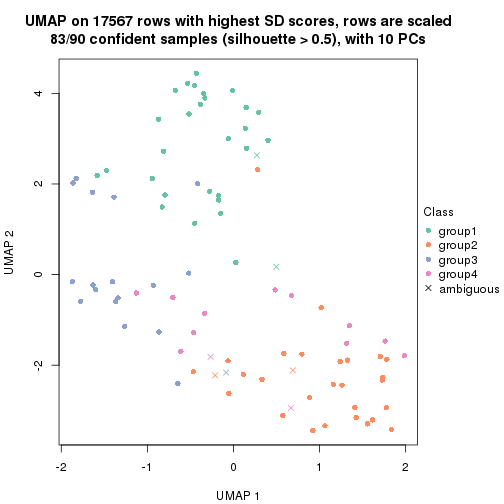 UMAP on 17567 rows with highest SD scores, rows are scaled
83/90 confident samples (silhouette > 0.5), with 10 PCs
4
2
0
-2
UMAP 2
-2
-1
0
1
2
UMAP 1
Class
group1
group2
group3
group4
ambiguous